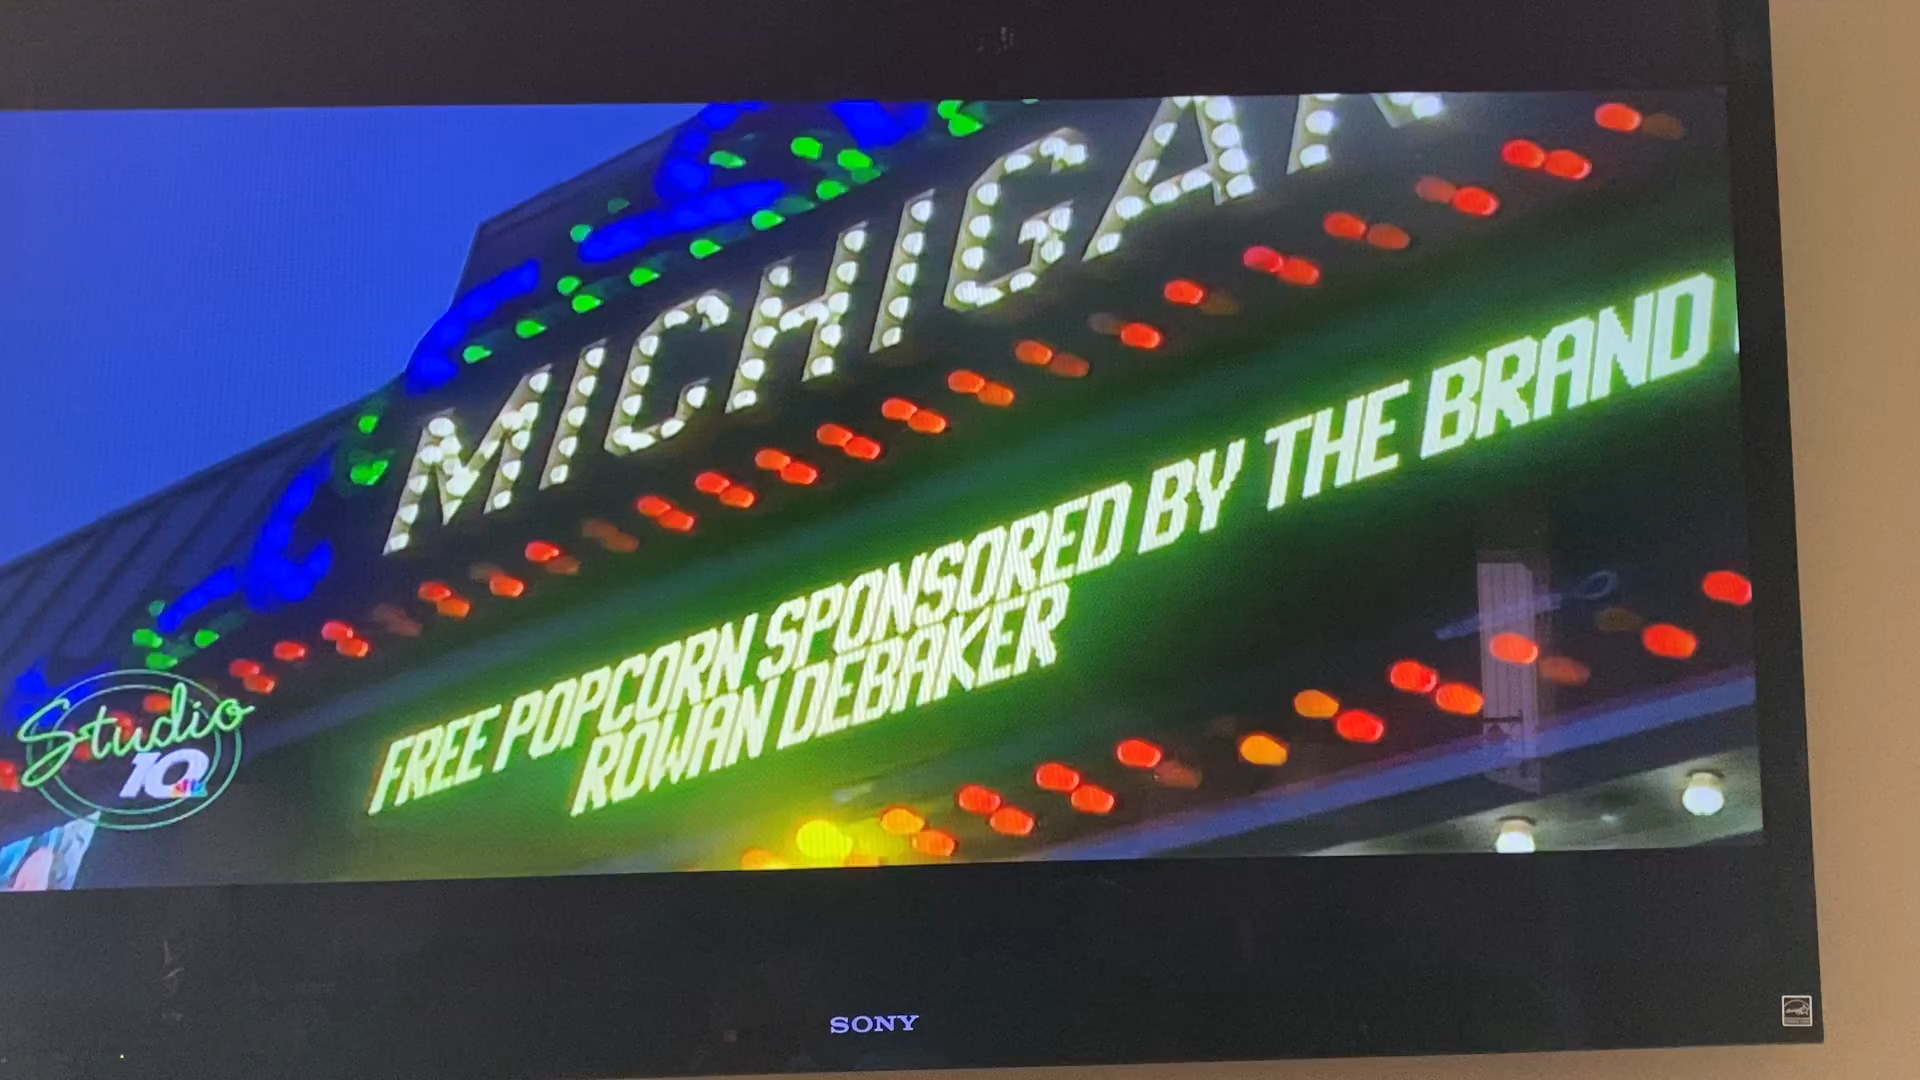 MICHIGAN
FREE POPCORN SPONSORED BY THE BRAND
ROWAN DEBAKER
Studio
10
SONY